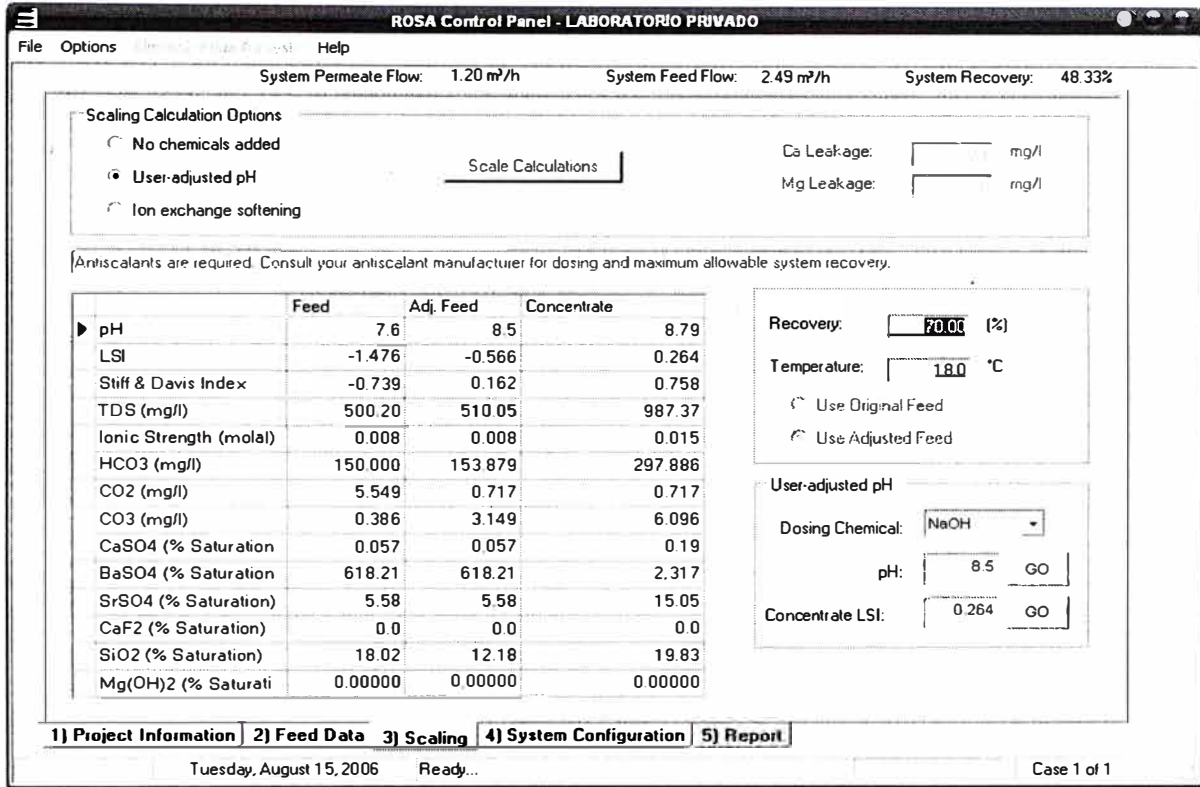 ROSA Control Panel - LABORATORIO PRIVADO
File Options Help
System Permeate Flow: 1.20 m³/h System Feed Flow: 2.49 m³/h System Recovery: 48.33%
Scaling Calculation Options
No chemicals added
User-adjusted pH
Ion exchange softening
Scale Calculations
Ca Leakage: mg/l
Mg Leakage: mg/l
Antiscalants are required. Consult your antiscalant manufacturer for dosing and maximum allowable system recovery.
Feed Adj. Feed Concentrate
pH 7.6 8.5 8.79
LSI -1.476 -0.566 0.264
Stiff & Davis Index -0.739 0.162 0.758
TDS (mg/l) 500.20 510.05 987.37
Ionic Strength (molal) 0.008 0.008 0.015
HCO3 (mg/l) 150.000 153.879 297.886
CO2 (mg/l) 5.549 0.717 0.717
CO3 (mg/l) 0.386 3.149 6.096
CaSO4 (% Saturation 0.057 0.057 0.19
BaSO4 (% Saturation 618.21 618.21 2,317
SrSO4 (% Saturation) 5.58 5.58 15.05
CaF2 (% Saturation) 0.0 0.0 0.0
SiO2 (% Saturation) 18.02 12.18 19.83
Mg(OH)2 (% Saturati 0.00000 0.00000 0.00000
Recovery: 70.00 (%)
Temperature: 18.0 °C
Use Original Feed
Use Adjusted Feed
User-adjusted pH
Dosing Chemical: NaOH
pH: 8.5 GO
Concentrate LSI: 0.264 GO
1) Project Information 2) Feed Data 3) Scaling 4) System Configuration 5) Report
Tuesday, August 15, 2006 Ready... Case 1 of 1